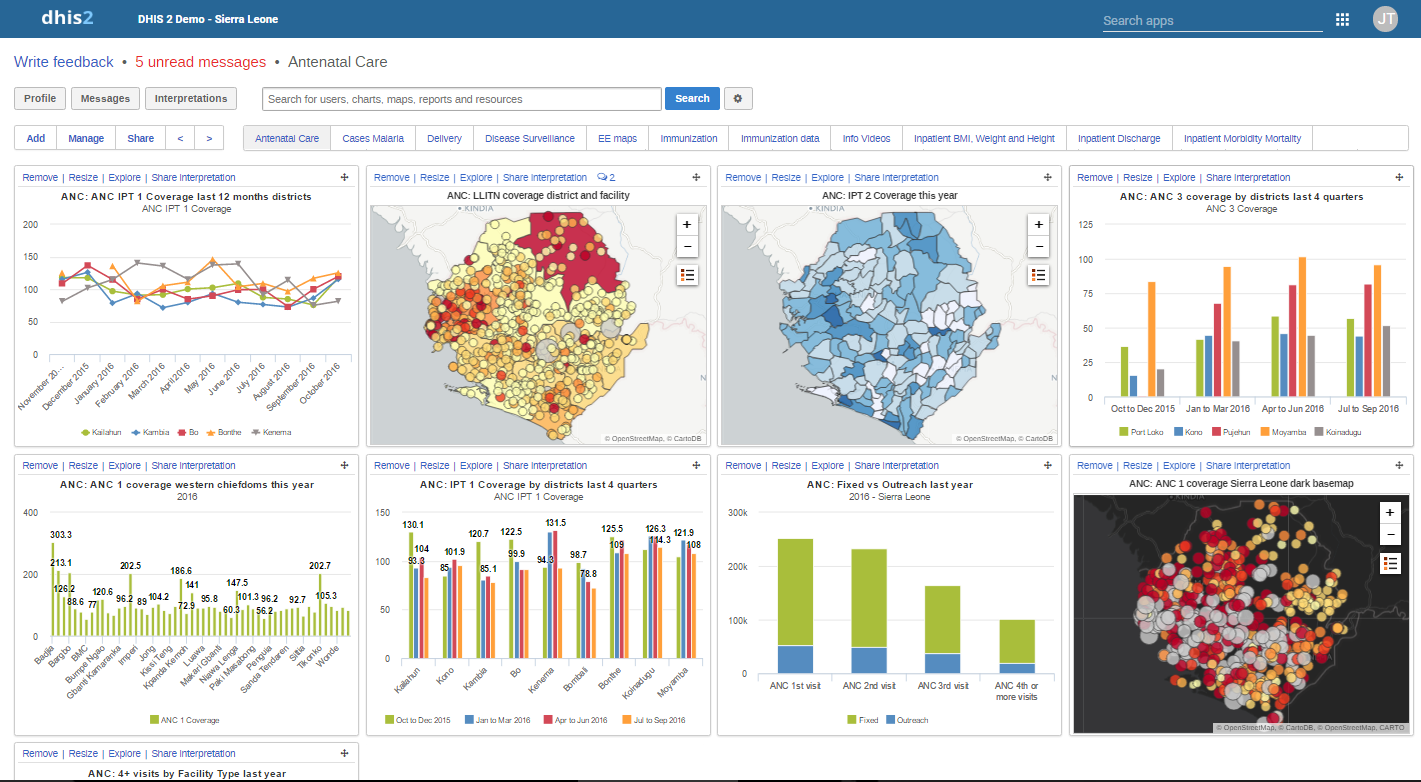 dhis2 DHIS 2 Demo - Sierra Leone Search apps JT
Write feedback • 5 unread messages • Antenatal Care
Profile Messages Interpretations Search for users, charts, maps, reports and resources Search
Add Manage Share < > Antenatal Care Cases Malaria Delivery Disease Surveillance EE maps Immunization Immunization data Info Videos Inpatient BMI, Weight and Height Inpatient Discharge Inpatient Morbidity Mortality
Remove | Resize | Explore | Share Interpretation
ANC: ANC IPT 1 Coverage last 12 months districts
ANC IPT 1 Coverage
200
150
100
50
0
November 20... December 2015 January 2016 February 2016 March 2016 April 2016 May 2016 June 2016 July 2016 August 2016 September 2016 October 2016
Kailahun Kambia Bo Bonthe Kenema
Remove | Resize | Explore | Share Interpretation 2
ANC: LLITN coverage district and facility
KINDIA
+
−
© OpenStreetMap, © CartoDB
Remove | Resize | Explore | Share Interpretation
ANC: IPT 2 Coverage this year
KINDIA
+
−
© OpenStreetMap, © CartoDB
Remove | Resize | Explore | Share Interpretation
ANC: ANC 3 coverage by districts last 4 quarters
ANC 3 Coverage
125
100
75
50
25
0
Oct to Dec 2015 Jan to Mar 2016 Apr to Jun 2016 Jul to Sep 2016
Port Loko Kono Pujehun Moyamba Koinadugu
Remove | Resize | Explore | Share Interpretation
ANC: ANC 1 coverage western chiefdoms this year
2016
400
200
0
303.3 213.1 126.2 88.6 77 120.6 96.2 202.5 89 104.2 186.6 72.9 141 95.8 60.3 147.5 101.3 56.2 96.2 92.7 202.7 105.3
Badjia Bargbo BMC Bumpe Ngao Gbanti Kamaranka Imperi Jong Kissi Teng Kpanda Kemoh Luawa Makari Gbanti Niawa Lenga Paki Masabong Penguia Sanda Tendaren Sittia Tikonko Wonde
ANC 1 Coverage
Remove | Resize | Explore | Share Interpretation
ANC: IPT 1 Coverage by districts last 4 quarters
ANC IPT 1 Coverage
150
100
50
0
130.1 93.3 104 85 101.9 120.7 85.1 122.5 99.9 94.3 131.5 98.7 78.8 125.5 109 126.3 114.3 121.9 108
Kailahun Kono Kambia Bo Kenema Bombali Bonthe Koinadugu Moyamba
Oct to Dec 2015 Jan to Mar 2016 Apr to Jun 2016 Jul to Sep 2016
Remove | Resize | Explore | Share Interpretation
ANC: Fixed vs Outreach last year
2016 - Sierra Leone
300k
200k
100k
0
ANC 1st visit ANC 2nd visit ANC 3rd visit ANC 4th or
more visits
Fixed Outreach
Remove | Resize | Explore | Share Interpretation
ANC: ANC 1 coverage Sierra Leone dark basemap
KINDIA
+
−
© OpenStreetMap, © CartoDB, © OpenStreetMap, CARTO
Remove | Resize | Explore | Share Interpretation
ANC: 4+ visits by Facility Type last year